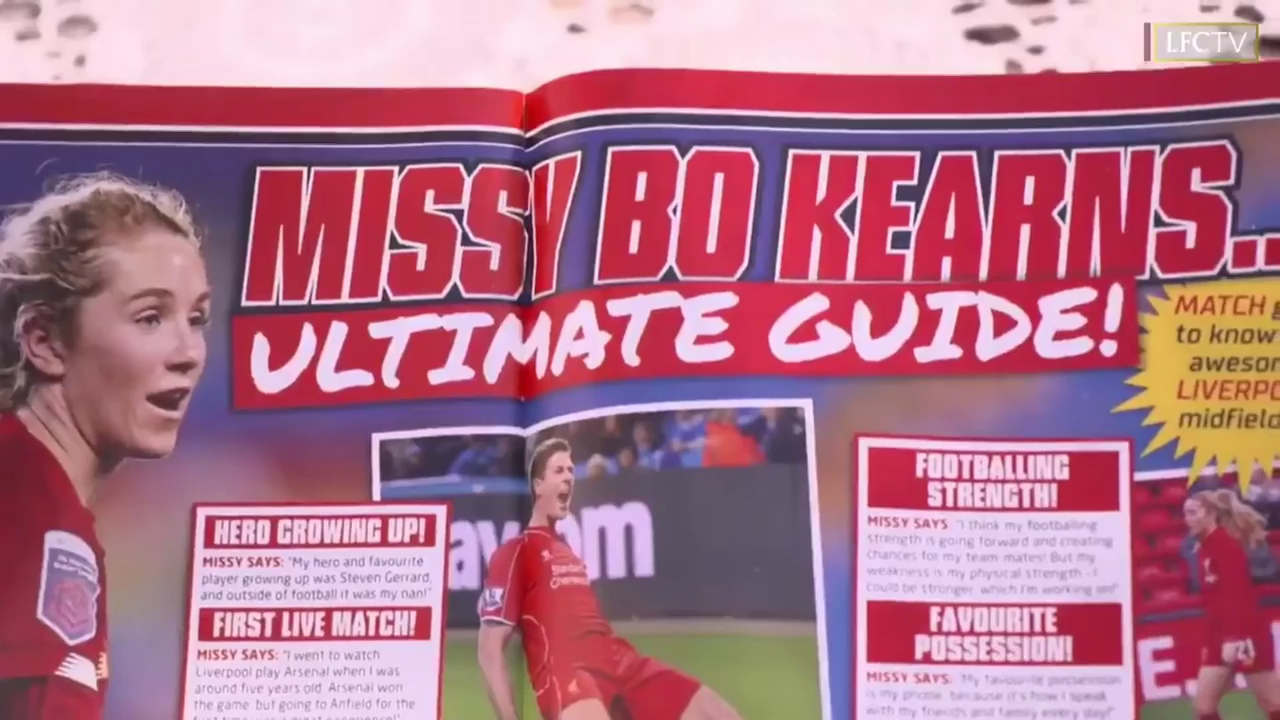 LFCTV
MISSY BO KEARNS...
ULTIMATE GUIDE!
MATCH
to know
LIVERPO
HERO GROWING UP!
MISSY SAYS: "My hero and favourite
player growing up was Steven Gerrard,
and outside of football it was my nan!"
FIRST LIVE MATCH!
MISSY SAYS: "I went to watch
Liverpool play Arsenal when I was
around five years old. Arsenal won
the game, but going to Anfield for the
Standard
Chartered
FOOTBALLING
STRENGTH!
MISSY SAYS: "I think my footballing
strength is going forward and creating
chances for my team mates! But my
weakness is my physical strength - I
could be stronger, which I'm working on!"
FAVOURITE
POSSESSION!
MISSY SAYS: "My favourite possession
is my phone, because it's how I speak
with my friends and family every day!"
21